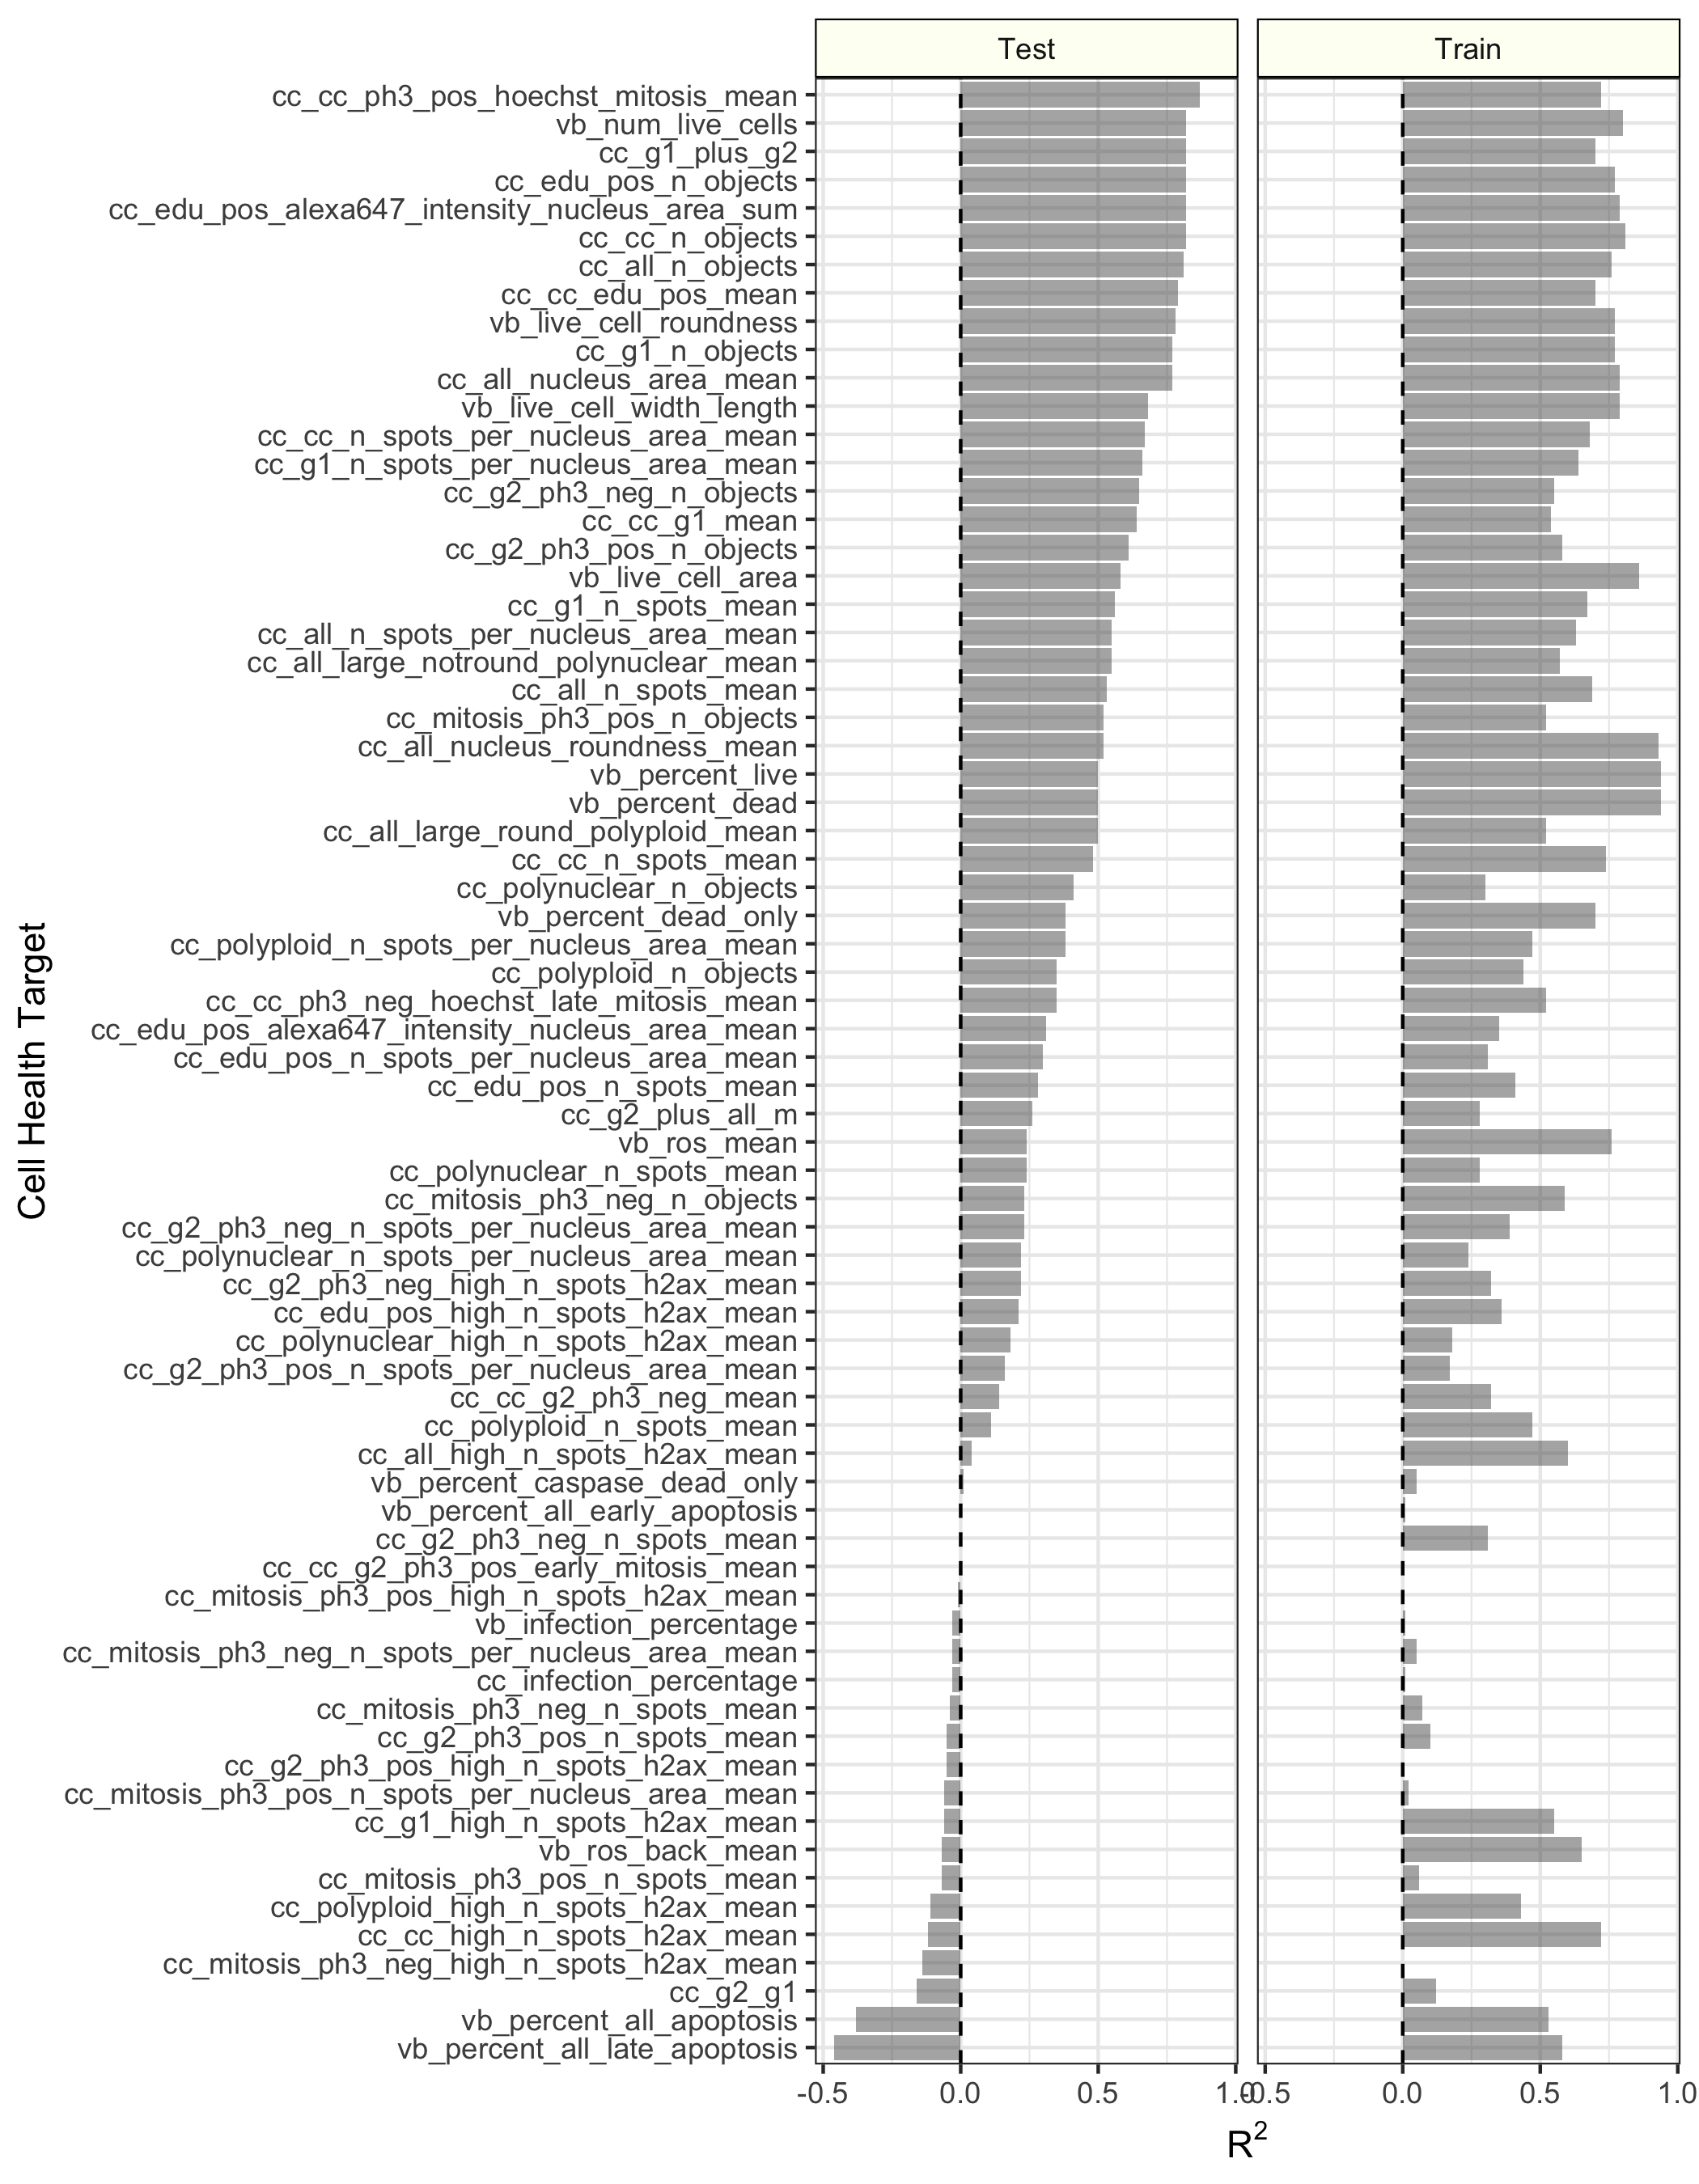 Test
Train
cc_cc_ph3_pos_hoechst_mitosis_mean
vb_num_live_cells
cc_g1_plus_g2
cc_edu_pos_n_objects
cc_edu_pos_alexa647_intensity_nucleus_area_sum
cc_cc_n_objects
cc_all_n_objects
cc_cc_edu_pos_mean
vb_live_cell_roundness
cc_g1_n_objects
cc_all_nucleus_area_mean
vb_live_cell_width_length
cc_cc_n_spots_per_nucleus_area_mean
cc_g1_n_spots_per_nucleus_area_mean
cc_g2_ph3_neg_n_objects
cc_cc_g1_mean
cc_g2_ph3_pos_n_objects
vb_live_cell_area
cc_g1_n_spots_mean
cc_all_n_spots_per_nucleus_area_mean
cc_all_large_notround_polynuclear_mean
cc_all_n_spots_mean
cc_mitosis_ph3_pos_n_objects
cc_all_nucleus_roundness_mean
vb_percent_live
vb_percent_dead
cc_all_large_round_polyploid_mean
cc_cc_n_spots_mean
cc_polynuclear_n_objects
vb_percent_dead_only
cc_polyploid_n_spots_per_nucleus_area_mean
cc_polyploid_n_objects
cc_cc_ph3_neg_hoechst_late_mitosis_mean
cc_edu_pos_alexa647_intensity_nucleus_area_mean
cc_edu_pos_n_spots_per_nucleus_area_mean
cc_edu_pos_n_spots_mean
cc_g2_plus_all_m
vb_ros_mean
cc_polynuclear_n_spots_mean
cc_mitosis_ph3_neg_n_objects
cc_g2_ph3_neg_n_spots_per_nucleus_area_mean
cc_polynuclear_n_spots_per_nucleus_area_mean
cc_g2_ph3_neg_high_n_spots_h2ax_mean
cc_edu_pos_high_n_spots_h2ax_mean
cc_polynuclear_high_n_spots_h2ax_mean
cc_g2_ph3_pos_n_spots_per_nucleus_area_mean
cc_cc_g2_ph3_neg_mean
cc_polyploid_n_spots_mean
cc_all_high_n_spots_h2ax_mean
vb_percent_caspase_dead_only
vb_percent_all_early_apoptosis
cc_g2_ph3_neg_n_spots_mean
cc_cc_g2_ph3_pos_early_mitosis_mean
cc_mitosis_ph3_pos_high_n_spots_h2ax_mean
vb_infection_percentage
cc_mitosis_ph3_neg_n_spots_per_nucleus_area_mean
cc_infection_percentage
cc_mitosis_ph3_neg_n_spots_mean
cc_g2_ph3_pos_n_spots_mean
cc_g2_ph3_pos_high_n_spots_h2ax_mean
cc_mitosis_ph3_pos_n_spots_per_nucleus_area_mean
cc_g1_high_n_spots_h2ax_mean
vb_ros_back_mean
cc_mitosis_ph3_pos_n_spots_mean
cc_polyploid_high_n_spots_h2ax_mean
cc_cc_high_n_spots_h2ax_mean
cc_mitosis_ph3_neg_high_n_spots_h2ax_mean
cc_g2_g1
vb_percent_all_apoptosis
vb_percent_all_late_apoptosis
Cell Health Target
-0.5 0.0 0.5 1.0
-0.5 0.0 0.5 1.0
R²